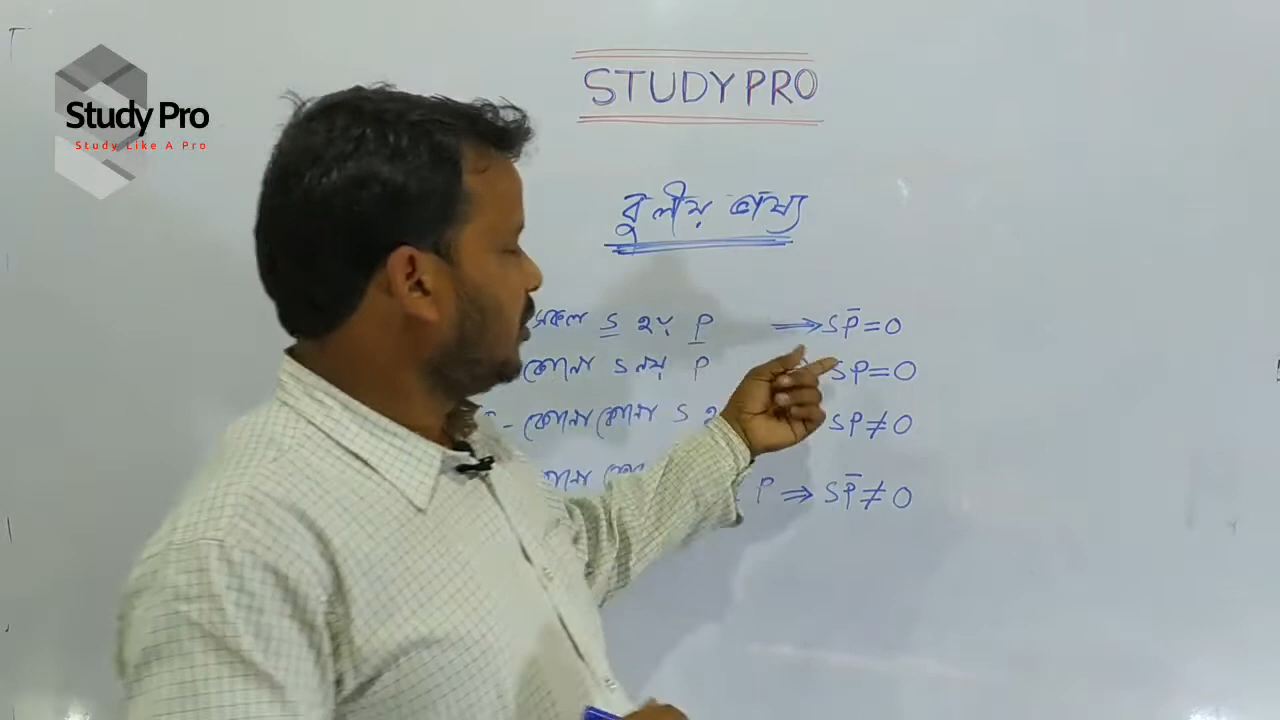 Study Pro
Study Like A Pro
STUDY PRO
বুলীয় ভাষ্য
সকল S হয় P ⇒ SP̄ = 0
কোনো S নয় P SP = 0
- কোনো কোনো S SP ≠ 0
কোনো P ⇒ SP̄ ≠ 0